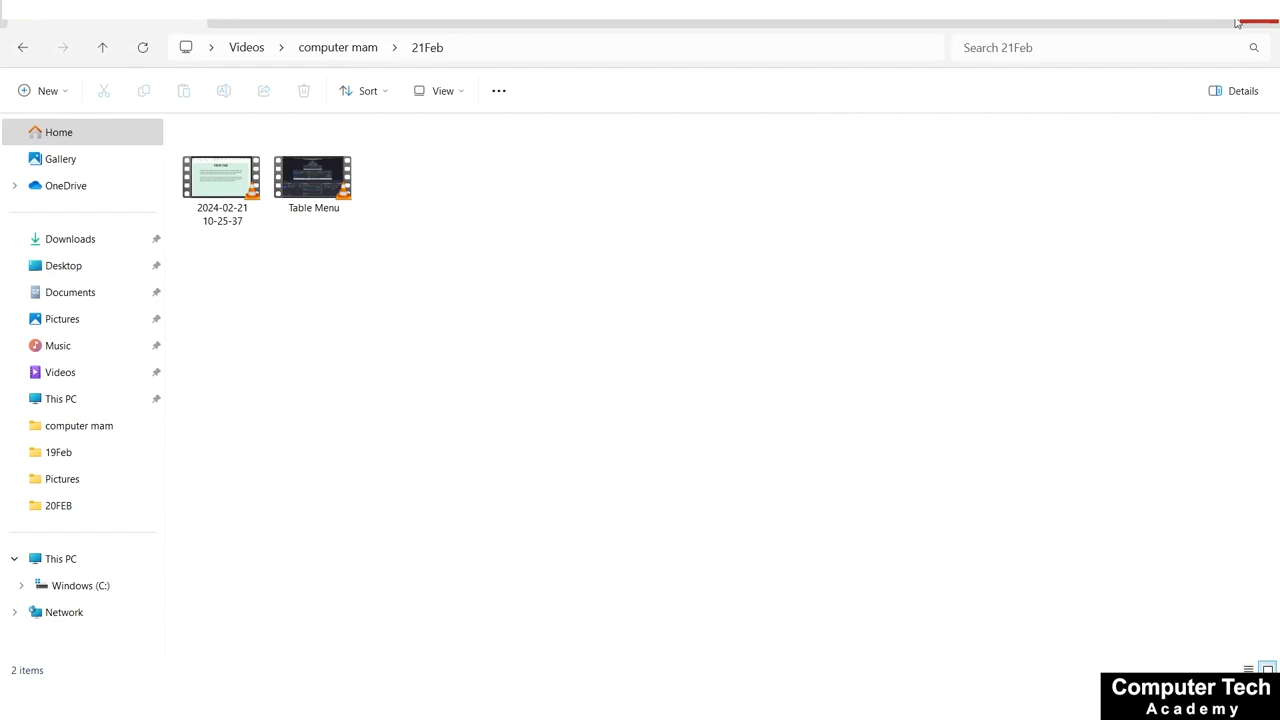 Videos
computer mam
21Feb
Search 21Feb
New
Sort
View
Details
Home
Gallery
OneDrive
2024-02-21
10-25-37
Table Menu
Downloads
Desktop
Documents
Pictures
Music
Videos
This PC
computer mam
19Feb
Pictures
20FEB
This PC
Windows (C:)
Network
2 items
Computer Tech
Academy